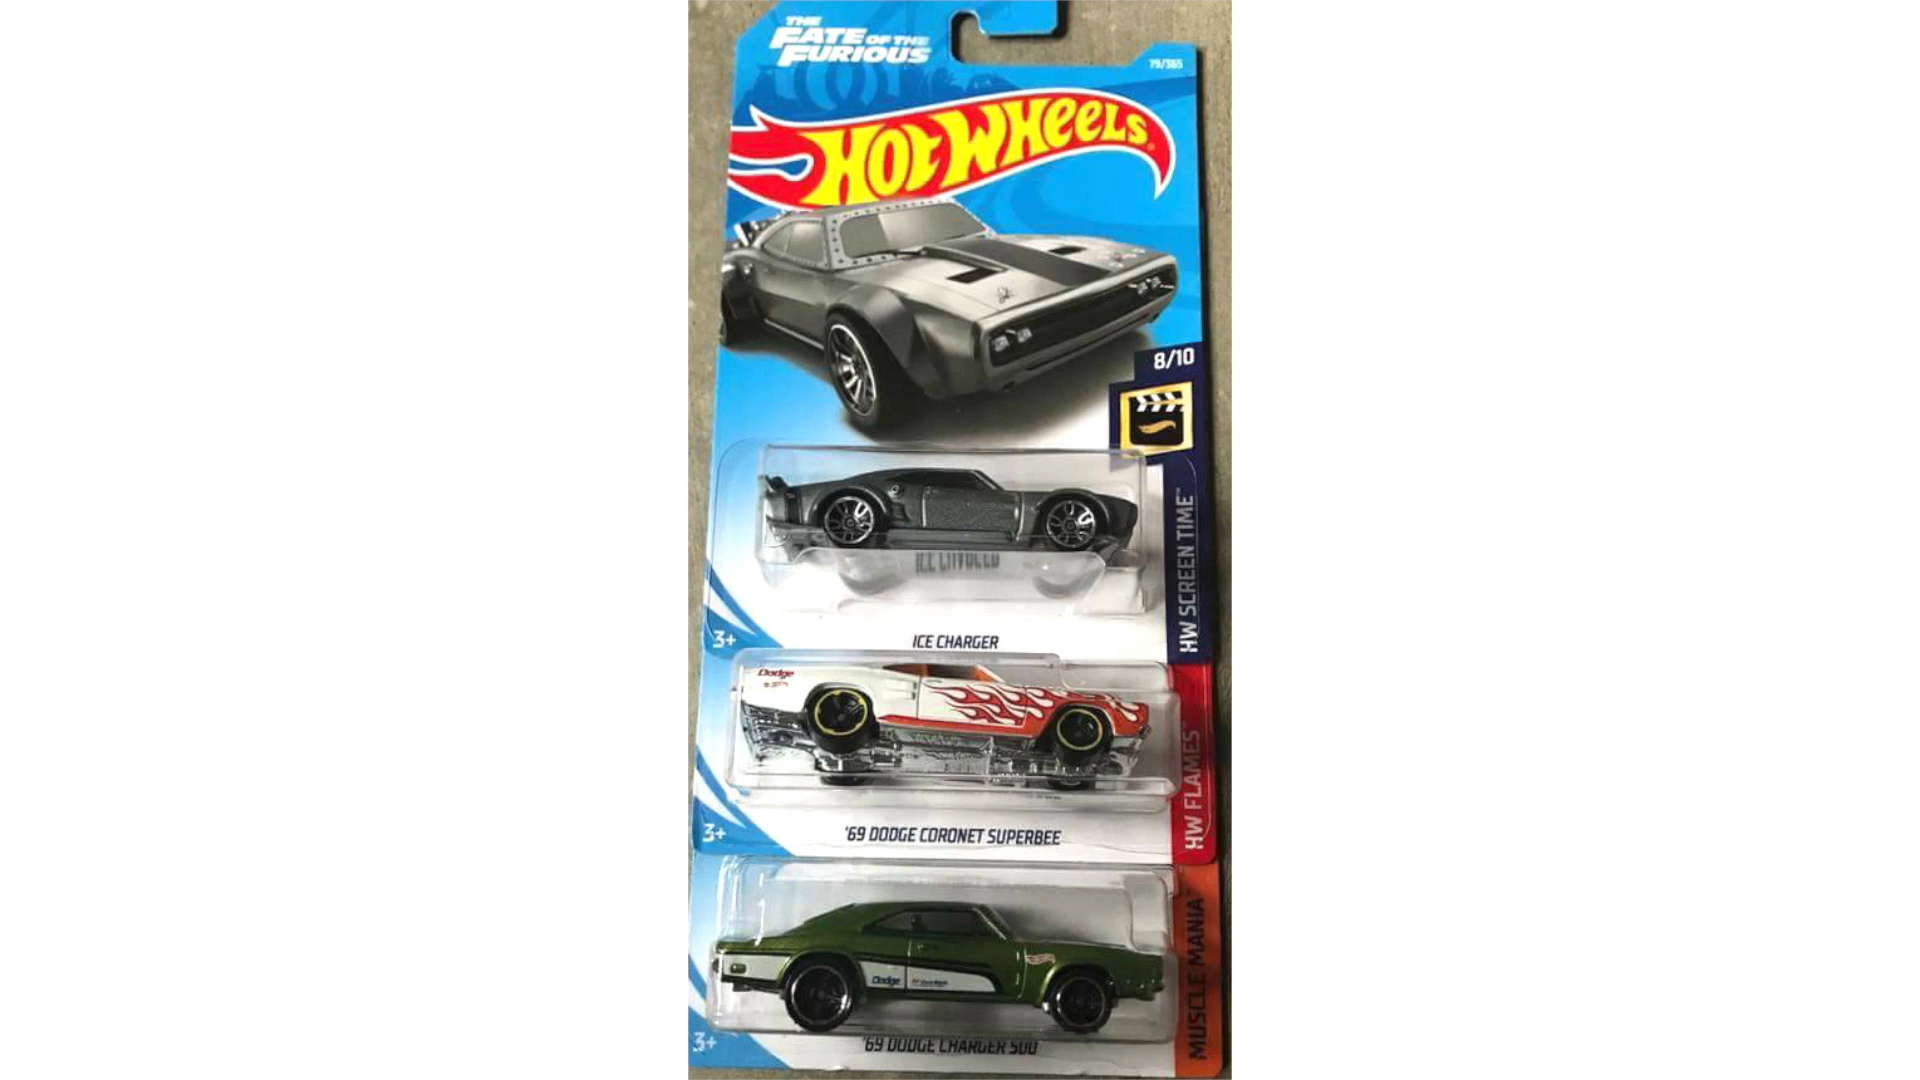 THE
FATE OF THE
FURIOUS
79/365
HOT WHEELS
8/10
HW SCREEN TIME™
ICE CHARGER
3+
Dodge
HW FLAMES
'69 DODGE CORONET SUPERBEE
3+
Dodge
MUSCLE MANIA
'69 DODGE CHARGER 500
3+